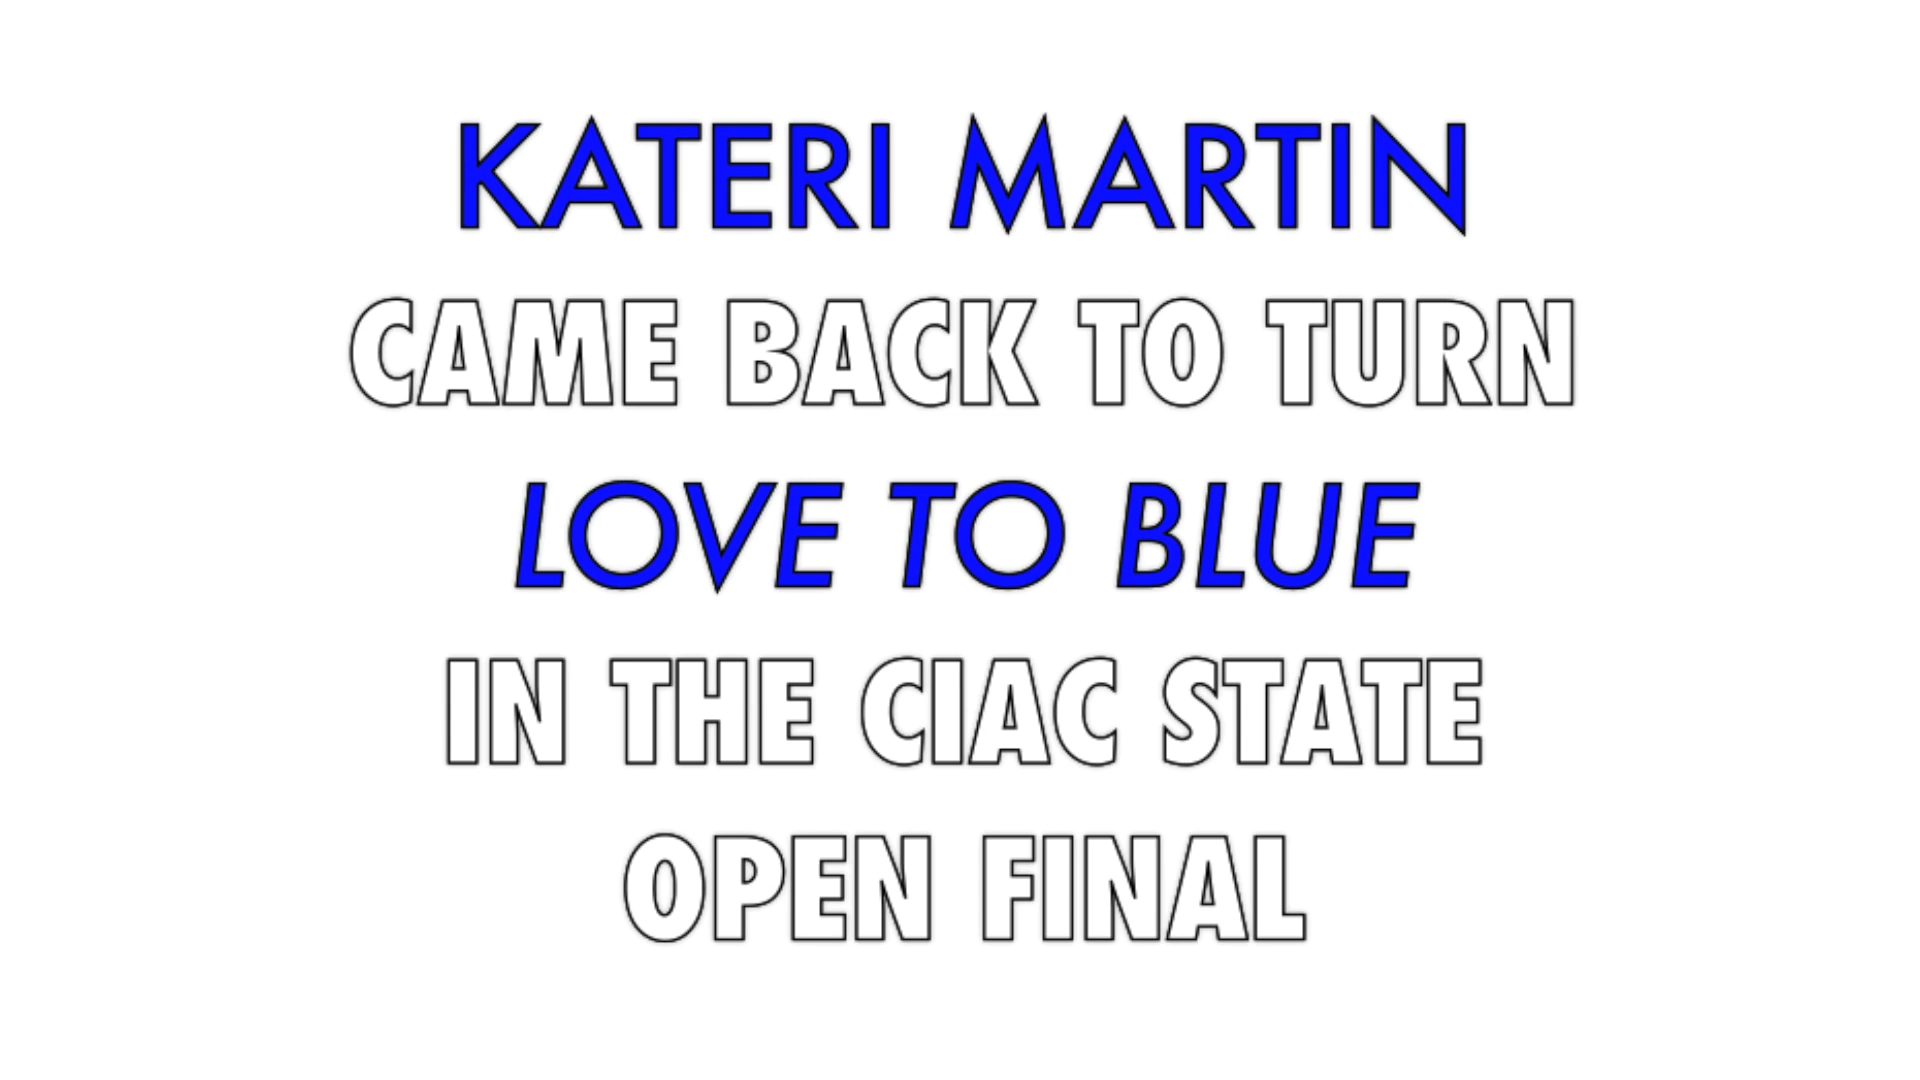 KATERI MARTIN
CAME BACK TO TURN
LOVE TO BLUE
IN THE CIAC STATE
OPEN FINAL